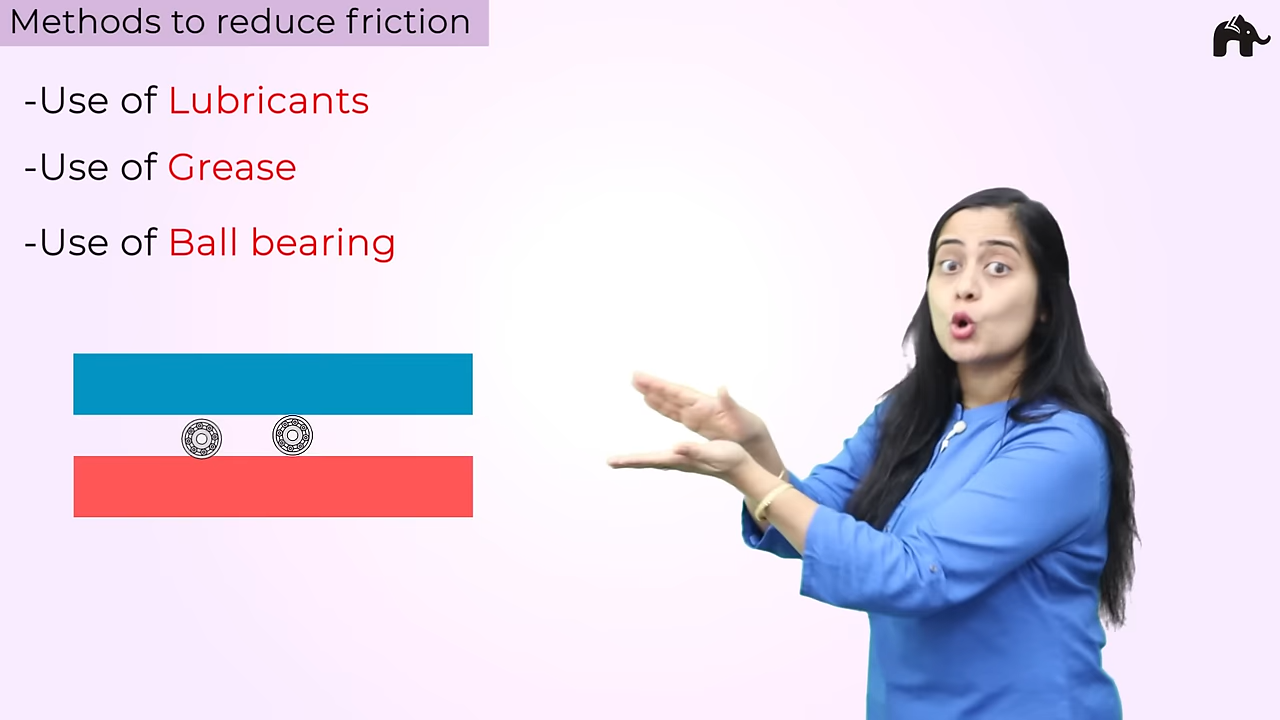 Methods to reduce friction
-Use of Lubricants
-Use of Grease
-Use of Ball bearing